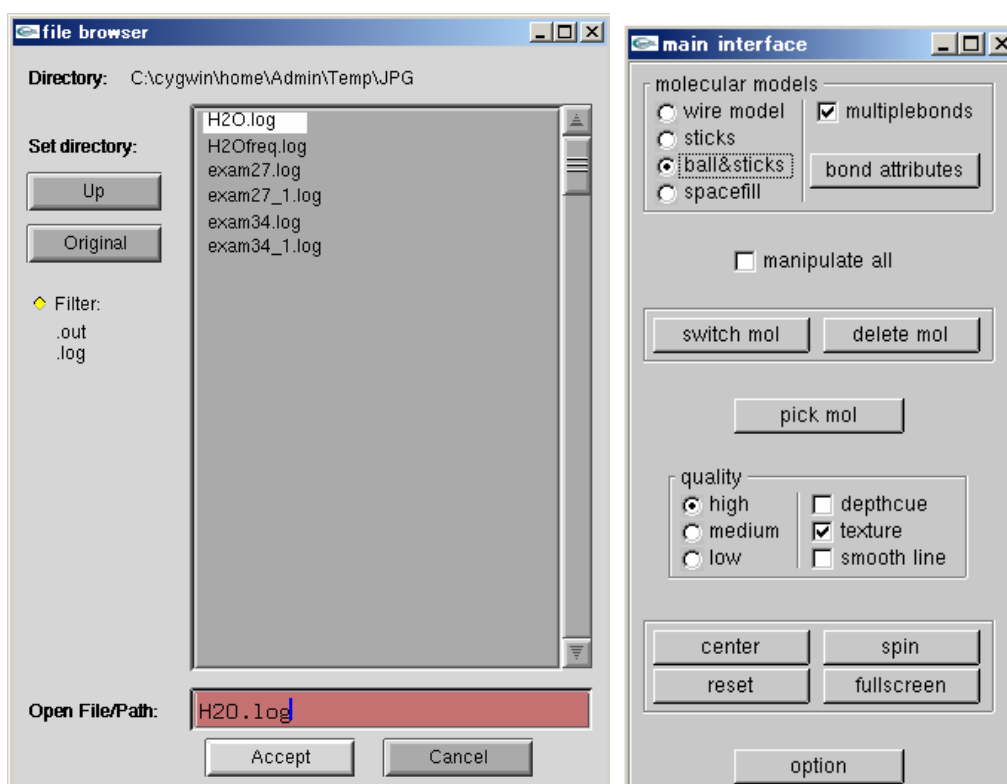 file browser
Directory: C:\cygwin\home\Admin\Temp\JPG
Set directory:
Up
Original
Filter:
.out
.log
H2O.log
H2Ofreq.log
exam27.log
exam27_1.log
exam34.log
exam34_1.log
Open File/Path: H2O.log
Accept Cancel
main interface
molecular models
wire model multiplebonds
sticks
ball&sticks bond attributes
spacefill
manipulate all
switch mol delete mol
pick mol
quality
high depthcue
medium texture
low smooth line
center spin
reset fullscreen
option